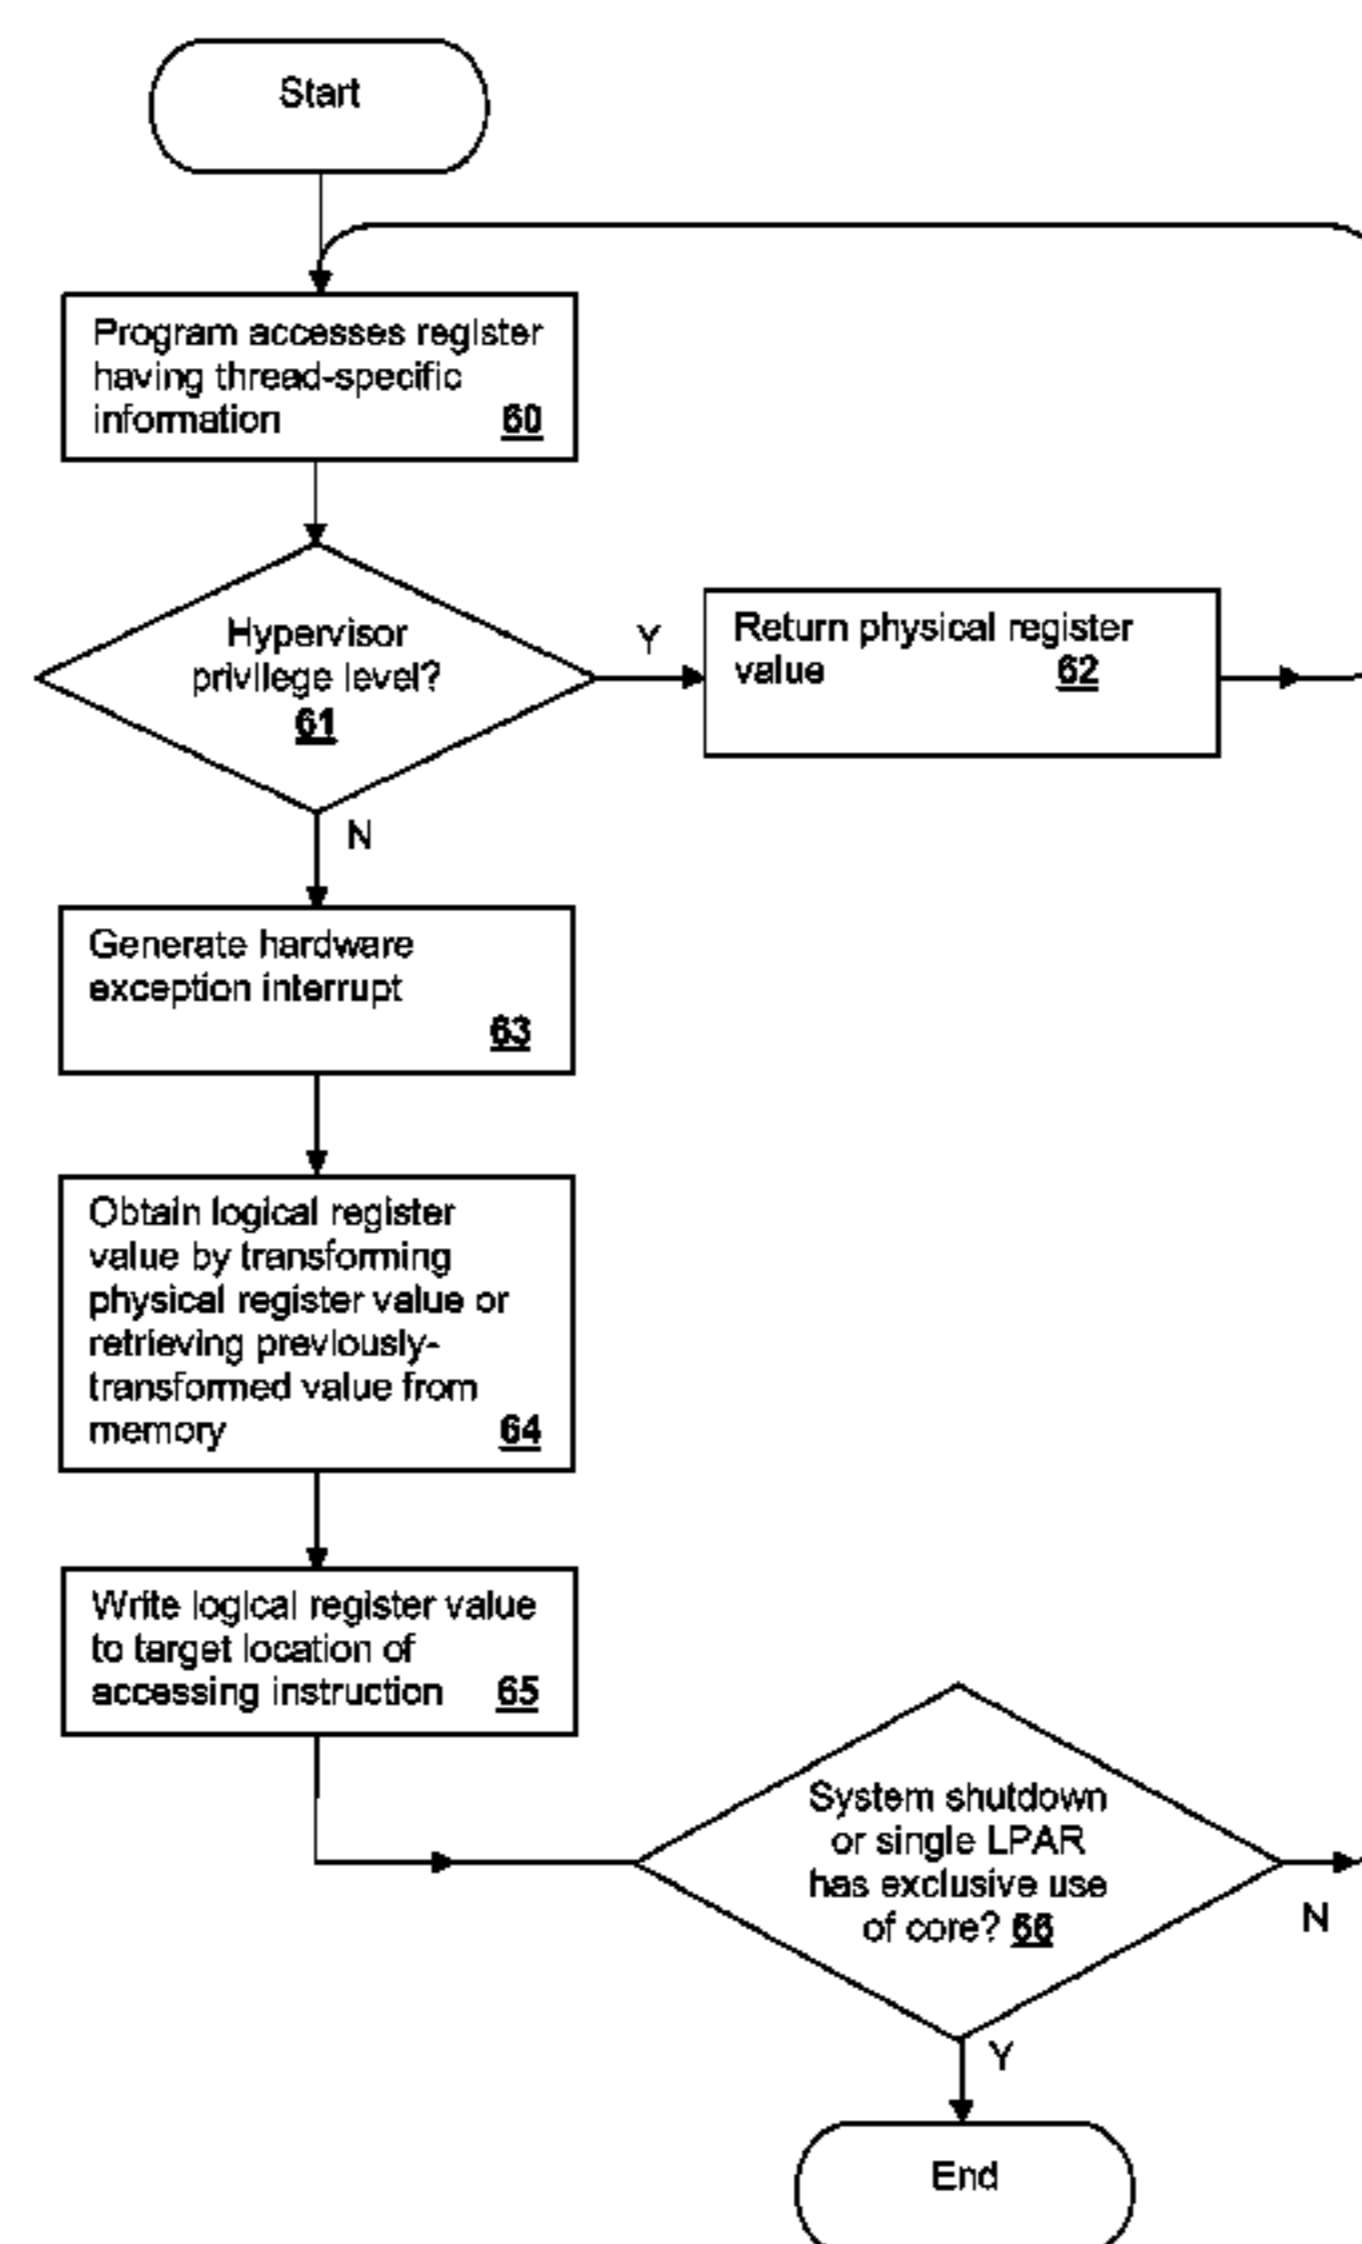 Start
Program accesses register
having thread-specific
information 60
Hypervisor
privilege level?
61
Y
Return physical register
value 62
N
Generate hardware
exception interrupt
63
Obtain logical register
value by transforming
physical register value or
retrieving previously-
transformed value from
memory 64
Write logical register value
to target location of
accessing instruction 65
System shutdown
or single LPAR
has exclusive use
of core? 66
N
Y
End